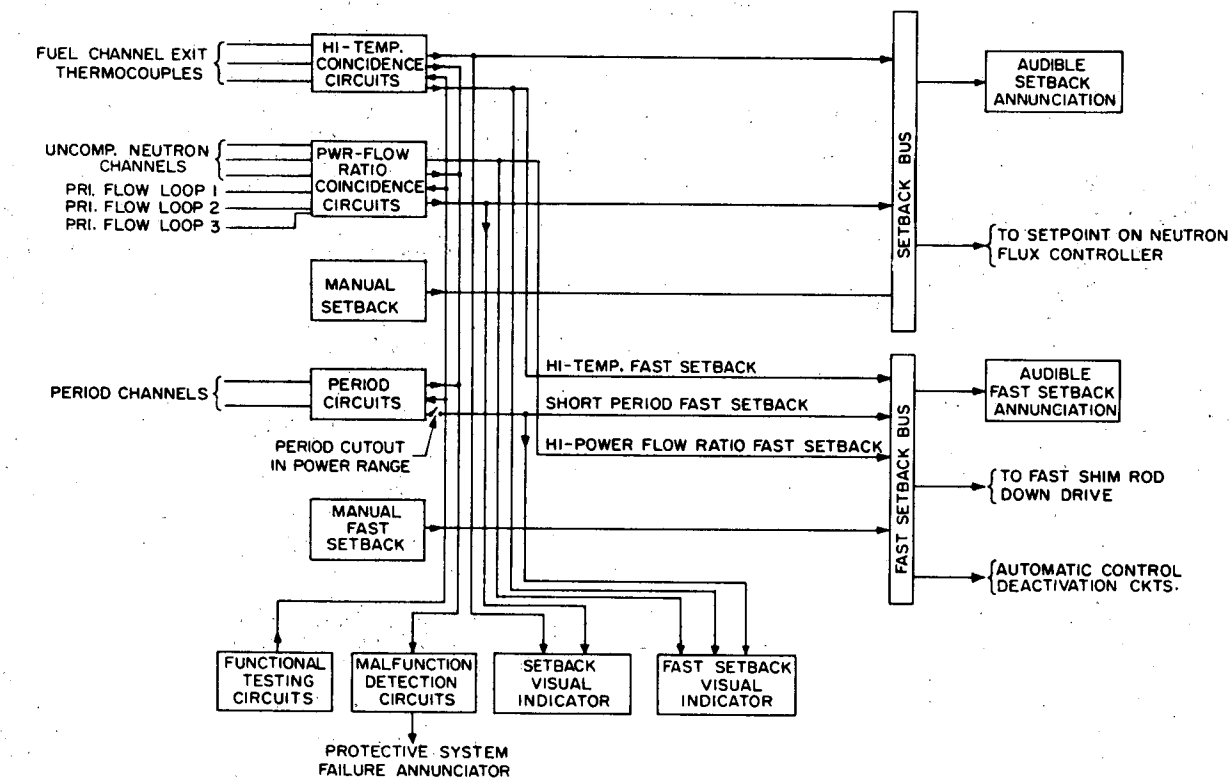 FUEL CHANNEL EXIT
THERMOCOUPLES
HI-TEMP.
COINCIDENCE
CIRCUITS
AUDIBLE
SETBACK
ANNUNCIATION
UNCOMP. NEUTRON
CHANNELS
PRI. FLOW LOOP 1
PRI. FLOW LOOP 2
PRI. FLOW LOOP 3
PWR-FLOW
RATIO
COINCIDENCE
CIRCUITS
SETBACK BUS
TO SETPOINT ON NEUTRON
FLUX CONTROLLER
MANUAL
SETBACK
PERIOD CHANNELS
PERIOD
CIRCUITS
PERIOD CUTOUT
IN POWER RANGE
HI-TEMP. FAST SETBACK
SHORT PERIOD FAST SETBACK
HI-POWER FLOW RATIO FAST SETBACK
FAST SETBACK BUS
AUDIBLE
FAST SETBACK
ANNUNCIATION
TO FAST SHIM ROD
DOWN DRIVE
MANUAL
FAST
SETBACK
AUTOMATIC CONTROL
DEACTIVATION CKTS.
FUNCTIONAL
TESTING
CIRCUITS
MALFUNCTION
DETECTION
CIRCUITS
SETBACK
VISUAL
INDICATOR
FAST SETBACK
VISUAL
INDICATOR
PROTECTIVE SYSTEM
FAILURE ANNUNCIATOR